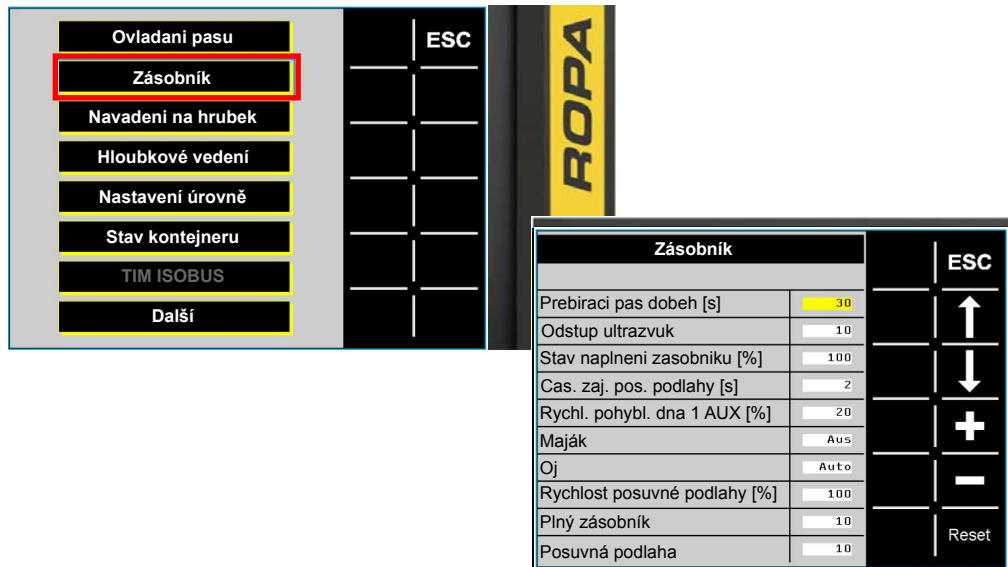 Ovladani pasu
ESC
Zásobník
Navadeni na hrubek
Hloubkové vedení
Nastavení úrovně
Stav kontejneru
TIM ISOBUS
Další
ROPA
Zásobník
ESC
Prebiraci pas dobeh [s] 30
Odstup ultrazvuk 10
Stav naplneni zasobniku [%] 100
Cas. zaj. pos. podlahy [s] 2
Rychl. pohybl. dna 1 AUX [%] 20
Maják Aus
Oj Auto
Rychlost posuvné podlahy [%] 100
Plný zásobník 10
Reset
Posuvná podlaha 10